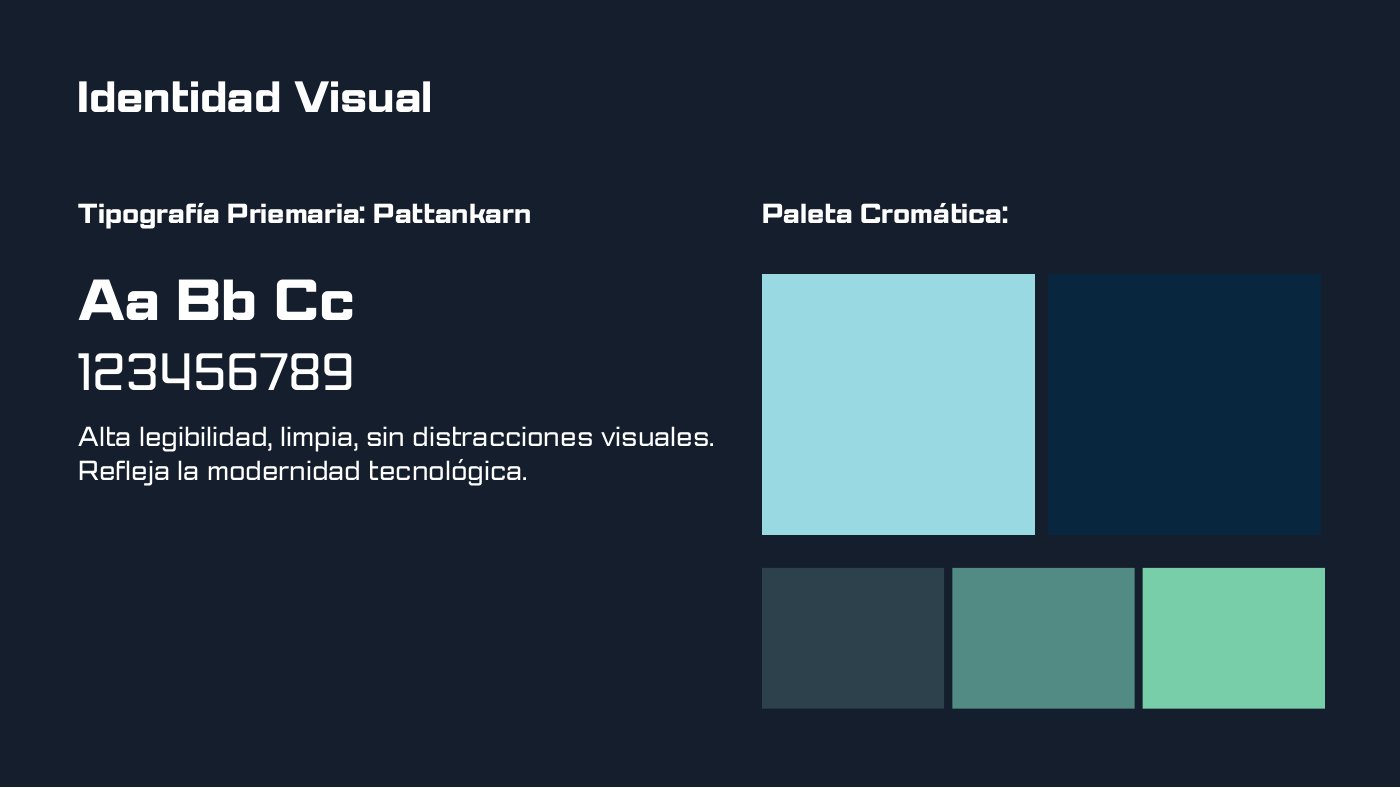 Identidad Visual
Tipografía Priemaria: Pattankarn
Aa Bb Cc
123456789
Alta legibilidad, limpia, sin distracciones visuales.
Refleja la modernidad tecnológica.
Paleta Cromática: